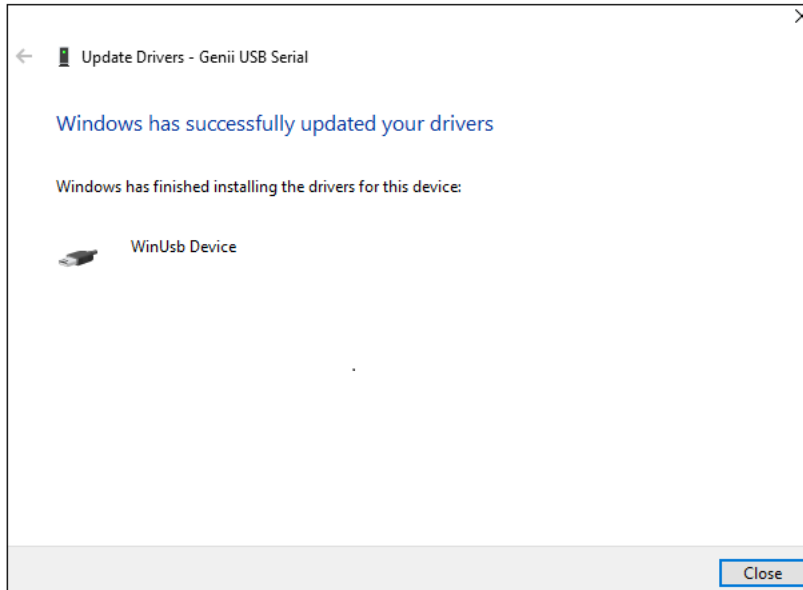 Update Drivers - Genii USB Serial
Windows has successfully updated your drivers
Windows has finished installing the drivers for this device:
WinUsb Device
Close